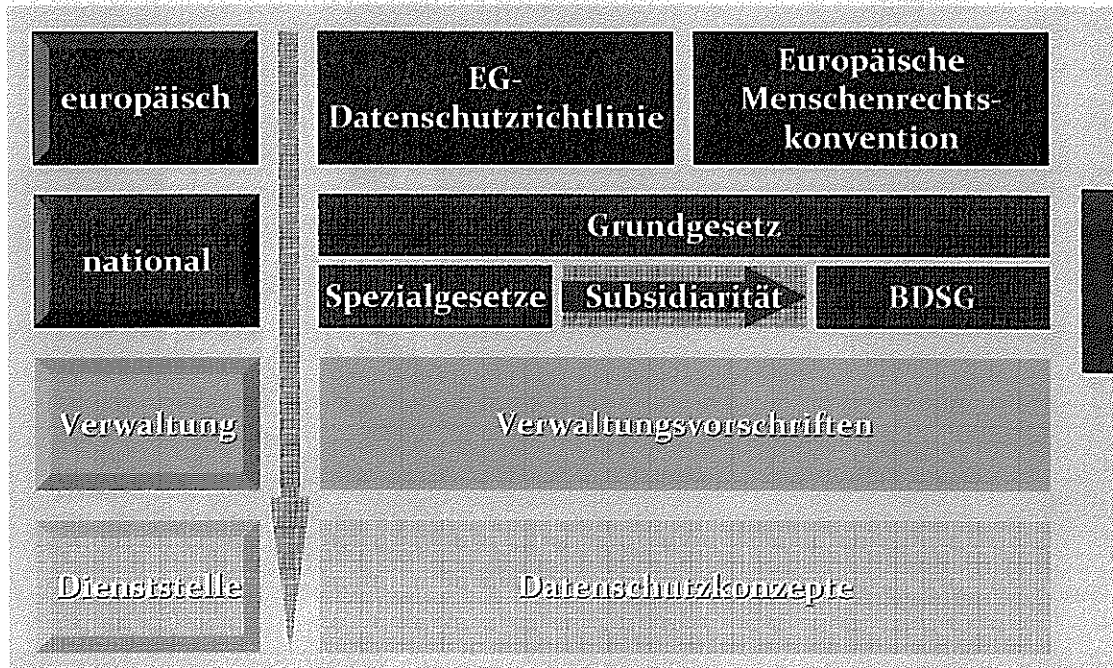 europäisch
EG-
Datenschutzrichtlinie
Europäische
Menschenrechts-
konvention
national
Grundgesetz
Spezialgesetze
Subsidiarität
BDSG
Verwaltung
Verwaltungsvorschriften
Dienststelle
Datenschutzkonzepte